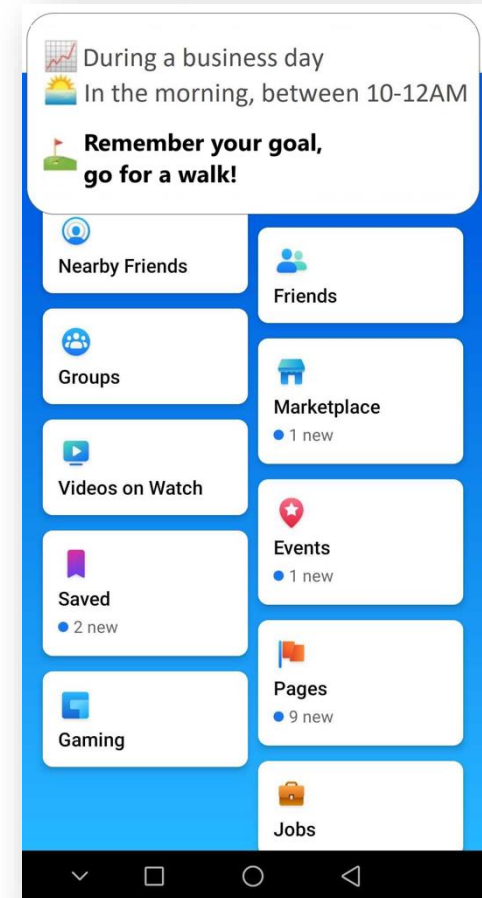 During a business day
In the morning, between 10-12AM
Remember your goal,
go for a walk!
Nearby Friends
Friends
Groups
Marketplace
1 new
Videos on Watch
Events
1 new
Saved
2 new
Pages
9 new
Gaming
Jobs